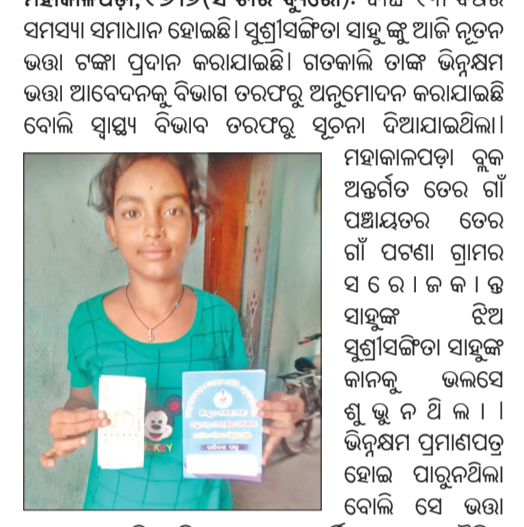 ସମସ୍ୟା ସମାଧାନ ହୋଇଛି। ସୁଶ୍ରୀସଙ୍ଗିତା ସାହୁ ଙ୍କୁ ଆଜି ନୂତନ
ଭତ୍ତା ଟଙ୍କା ପ୍ରଦାନ କରାଯାଇଛି। ଗତକାଲି ତାଙ୍କ ଭିନ୍ନକ୍ଷମ
ଭତ୍ତା ଆବେଦନକୁ ବିଭାଗ ତରଫରୁ ଅନୁମୋଦନ କରାଯାଇଛି
ବୋଲି ସ୍ୱାସ୍ଥ୍ୟ ବିଭାବ ତରଫରୁ ସୂଚନା ଦିଆଯାଇଥିଲା।
ମହାକାଳପଡ଼ା ବ୍ଲକ
ଅନ୍ତର୍ଗତ ତେର ଗାଁ
ପଞ୍ଚାୟତର ତେର
ଗାଁ ପଟଣା ଗ୍ରାମର
ସରୋଜକାନ୍ତ
ସାହୁଙ୍କ ଝିଅ
ସୁଶ୍ରୀସଙ୍ଗିତା ସାହୁଙ୍କ
କାନକୁ ଭଲସେ
ଶୁଭୁନଥିଲା।
ଭିନ୍ନକ୍ଷମ ପ୍ରମାଣପତ୍ର
ହୋଇ ପାରୁନଥିଲା
ବୋଲି ସେ ଭତ୍ତା